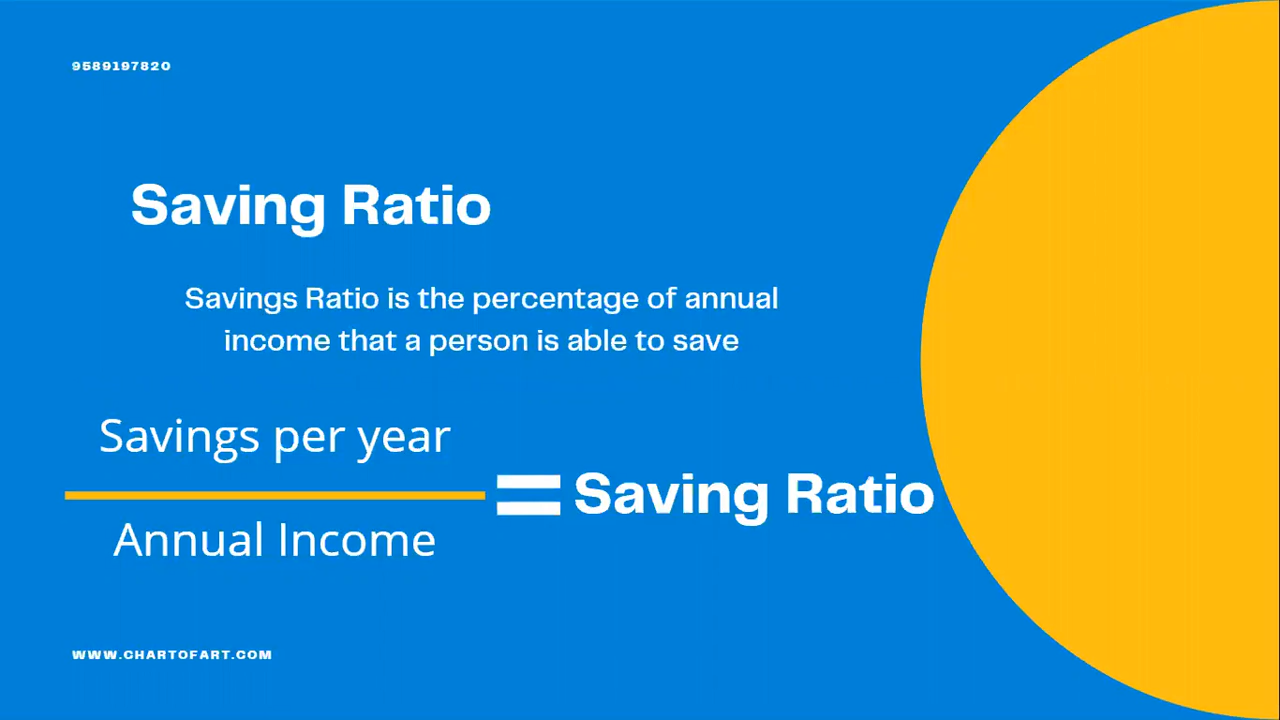 9589197820
Saving Ratio
Savings Ratio is the percentage of annual
income that a person is able to save
Savings per year
= Saving Ratio
Annual Income
WWW.CHARTOFART.COM